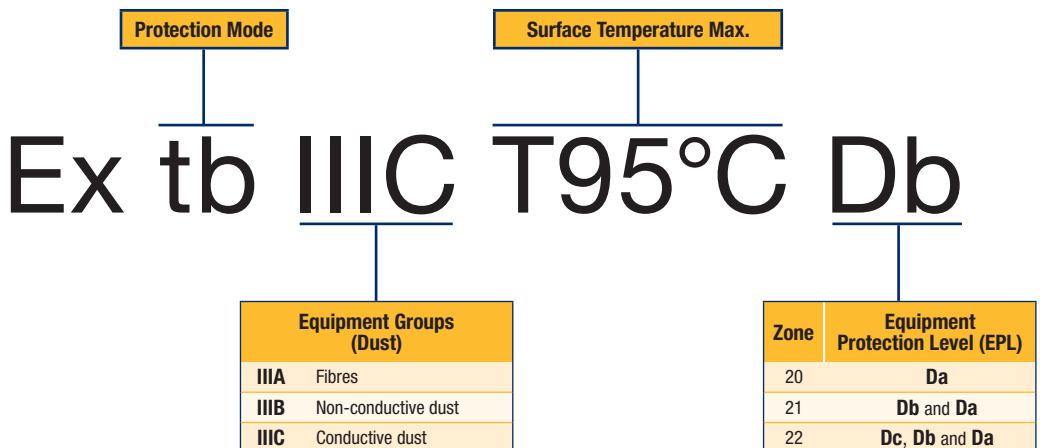 Protection Mode
Surface Temperature Max.
Ex tb IIIC T95°C Db
Equipment Groups
(Dust)
IIIA Fibres
IIIB Non-conductive dust
IIIC Conductive dust
Zone Equipment
Protection Level (EPL)
20 Da
21 Db and Da
22 Dc, Db and Da